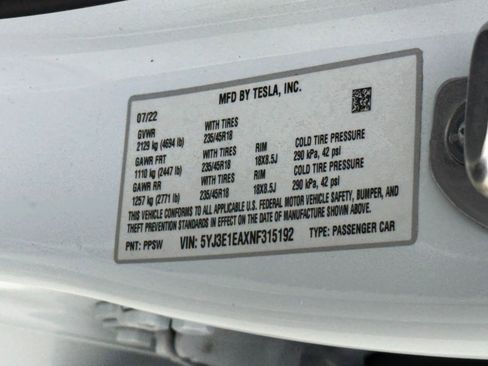 MFD BY TESLA, INC.
07/22
GVWR WITH TIRES
2129 kg (4694 lb) 235/45R18 RIM COLD TIRE PRESSURE
GAWR FRT WITH TIRES 18X8.5J 290 kPa, 42 psi
1110 kg (2447 lb) 235/45R18 RIM COLD TIRE PRESSURE
GAWR RR WITH TIRES 18X8.5J 290 kPa, 42 psi
1257 kg (2771 lb) 235/45R18
THIS VEHICLE CONFORMS TO ALL APPLICABLE U.S. FEDERAL MOTOR VEHICLE SAFETY, BUMPER, AND
THEFT PREVENTION STANDARDS IN EFFECT ON THE DATE OF MANUFACTURE SHOWN ABOVE.
PNT: PPSW VIN: 5YJ3E1EAXNF315192 TYPE: PASSENGER CAR